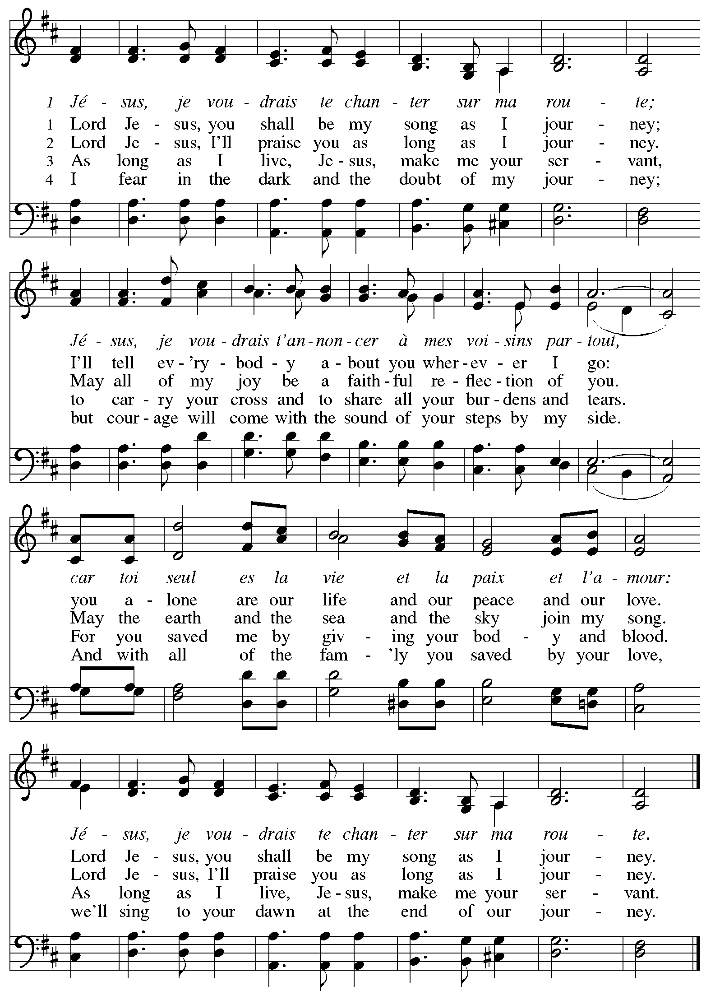 1 Jé - sus, je vou - drais te chan - ter sur ma rou - te;
1 Lord Je - sus, you shall be my song as I jour - ney;
2 Lord Je - sus, I'll praise you as long as I jour - ney.
3 As long as I live, Je - sus, make me your ser - vant,
4 I fear in the dark and the doubt of my jour - ney;
Jé - sus, je vou - drais t'an - non - cer à mes voi - sins par - tout,
I'll tell ev - 'ry - bod - y a - bout you wher - ev - er I go:
May all of my joy be a faith - ful re - flec - tion of you.
to car - ry your cross and to share all your bur - dens and tears.
but cour - age will come with the sound of your steps by my side.
car toi seul es la vie et la paix et l'a - mour:
you a - lone are our life and our peace and our love.
May the earth and the sea and the sky join my song.
For you saved me by giv - ing your bod - y and blood.
And with all of the fam - 'ly you saved by your love,
Jé - sus, je vou - drais te chan - ter sur ma rou - te.
Lord Je - sus, you shall be my song as I jour - ney.
Lord Je - sus, I'll praise you as long as I jour - ney.
As long as I live, Je - sus, make me your ser - vant.
we'll sing to your dawn at the end of our jour - ney.